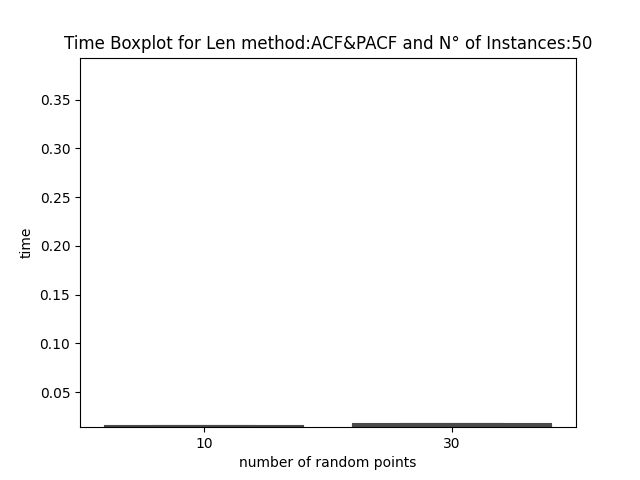 Time Boxplot for Len method:ACF&PACF and N° of Instances:50
0.35
0.30
0.25
0.20
0.15
0.10
0.05
time
10 30
number of random points